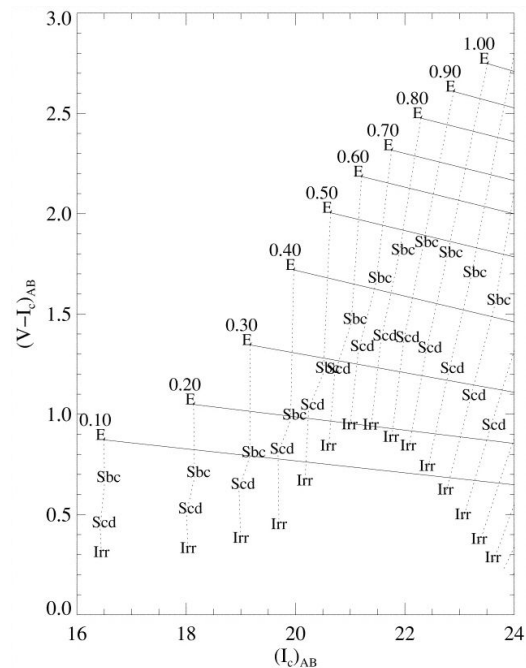 3.0
1.00
E
0.90
E
2.5
0.80
E
0.70
E
0.60
E
2.0
0.50
E
Sbc
Sbc
Sbc
0.40
E
Sbc
Sbc
Sbc
1.5
Sbc
0.30
E
Scd
Scd
Scd
Scd
Sbc
Scd
Scd
0.20
E
Scd
Scd
1.0
Sbc
0.10
E
Irr
Irr
Scd
Irr
Irr
Irr
Scd
Sbc
Irr
Sbc
Sbc
Scd
Irr
Irr
Scd
0.5
Scd
Irr
Irr
Irr
Irr
Irr
Irr
Irr
0.0
16
18
20
22
24
(I_c)_AB
(V−I_c)_AB